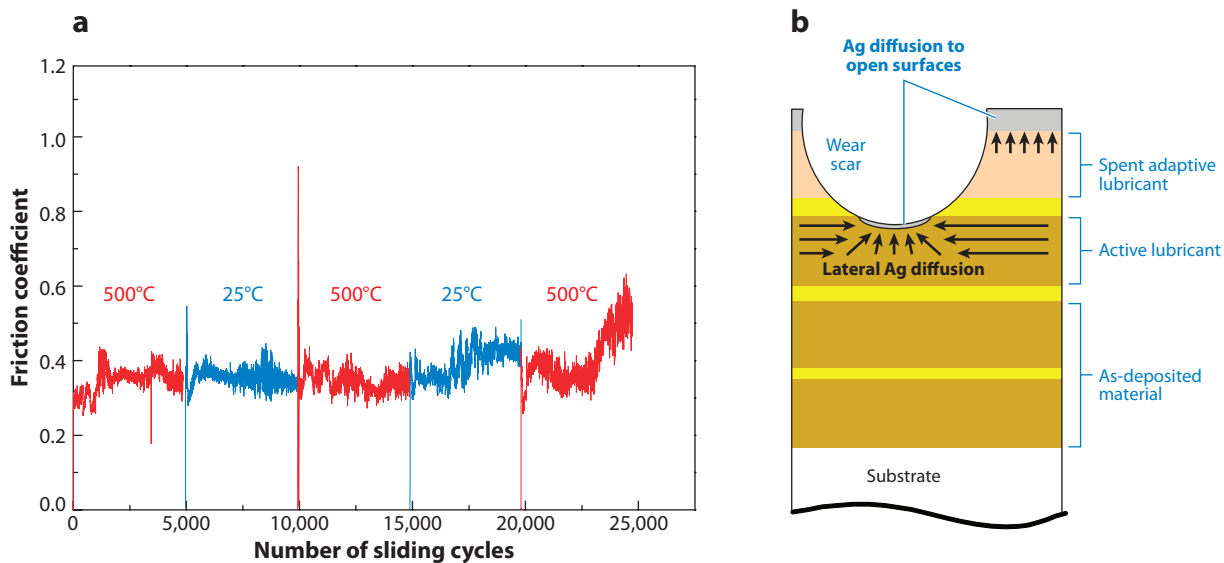 a
1.2
1.0
0.8
0.6
0.4
0.2
0.0
Friction coefficient
500°C
25°C
500°C
25°C
500°C
0
5,000
10,000
15,000
20,000
25,000
Number of sliding cycles
b
Ag diffusion to
open surfaces
Wear
scar
Spent adaptive
lubricant
Active lubricant
Lateral Ag diffusion
As-deposited
material
Substrate